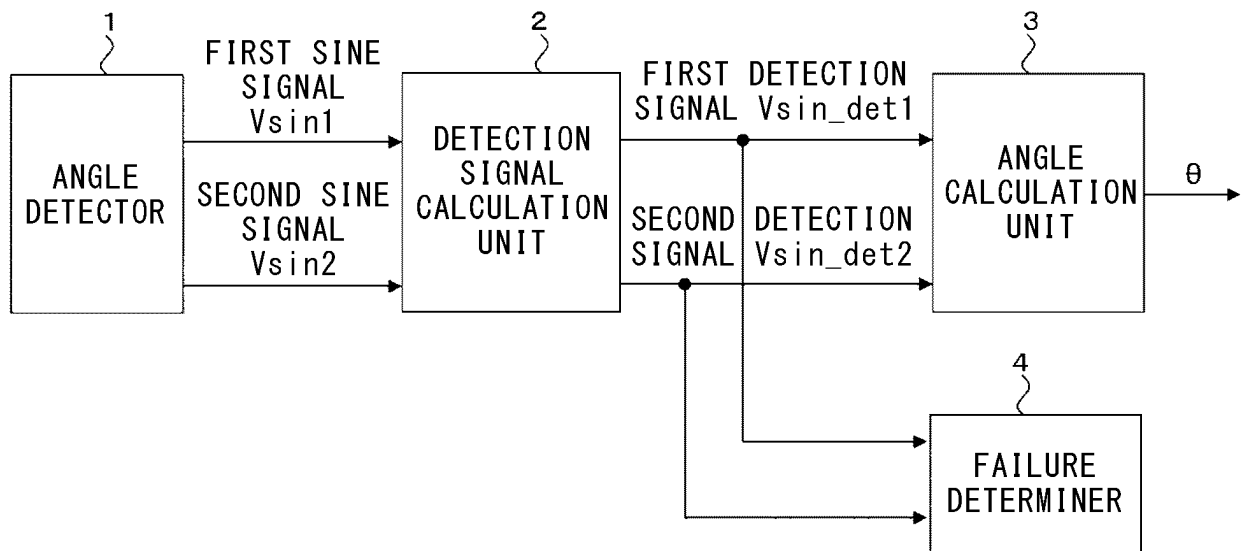 1
FIRST SINE
SIGNAL
Vsin1
ANGLE
DETECTOR
SECOND SINE
SIGNAL
Vsin2
2
DETECTION
SIGNAL
CALCULATION
UNIT
FIRST DETECTION
SIGNAL Vsin_det1
SECOND DETECTION
SIGNAL Vsin_det2
3
ANGLE
CALCULATION
UNIT
θ
4
FAILURE
DETERMINER